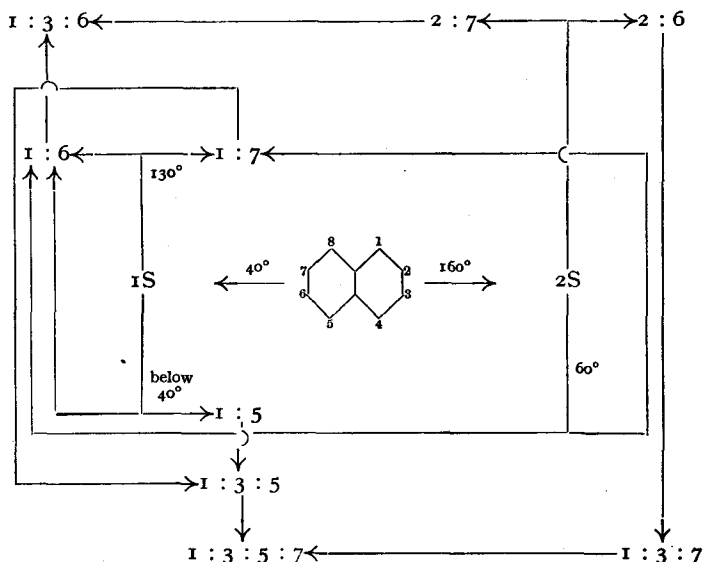 1 : 3 : 6 2 : 7 2 : 6
1 : 6 1 : 7
130°
8 1
7 40° 160° 2
1S 2S
6 3
5 4
60°
below
40°
1 : 5
1 : 3 : 5
1 : 3 : 5 : 7 1 : 3 : 7